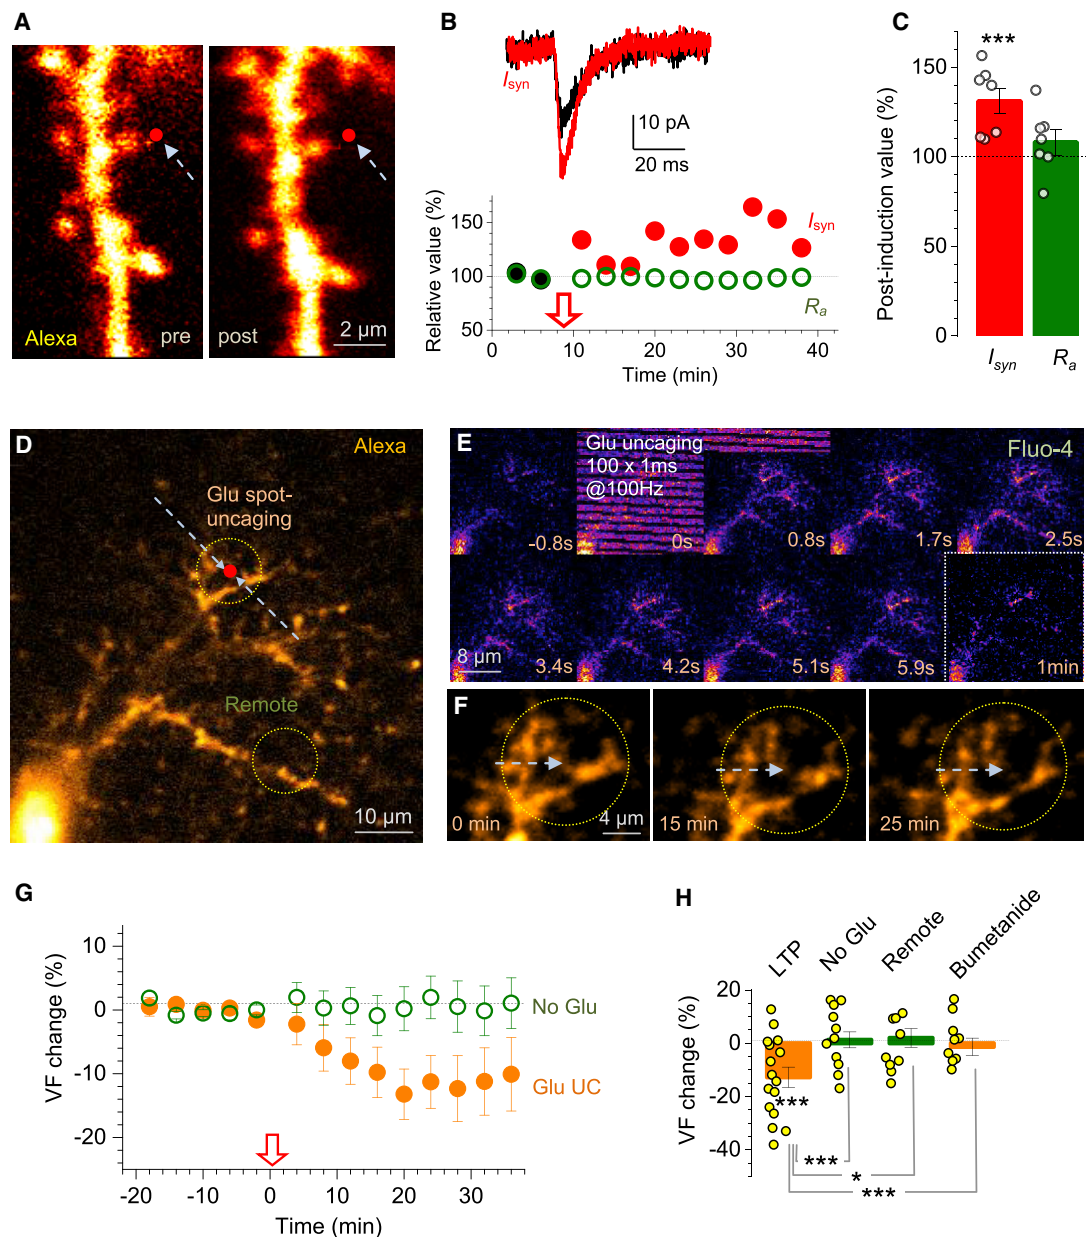 A
Alexa
pre
post
2 µm
B
Isyn
10 pA
20 ms
Relative value (%)
150
100
50
Isyn
Ra
0
10
20
30
40
Time (min)
C
Post-induction value (%)
150
100
50
0
***
Isyn
Ra
D
Alexa
Glu spot-
uncaging
Remote
10 µm
E
Glu uncaging
100 x 1ms
@100Hz
Fluo-4
-0.8s
0s
0.8s
1.7s
2.5s
8 µm
3.4s
4.2s
5.1s
5.9s
1min
F
0 min
4 µm
15 min
25 min
G
VF change (%)
10
0
-10
-20
No Glu
Glu UC
-20
-10
0
10
20
30
Time (min)
H
LTP
No Glu
Remote
Bumetanide
VF change (%)
20
0
-20
-40
***
***
*
***